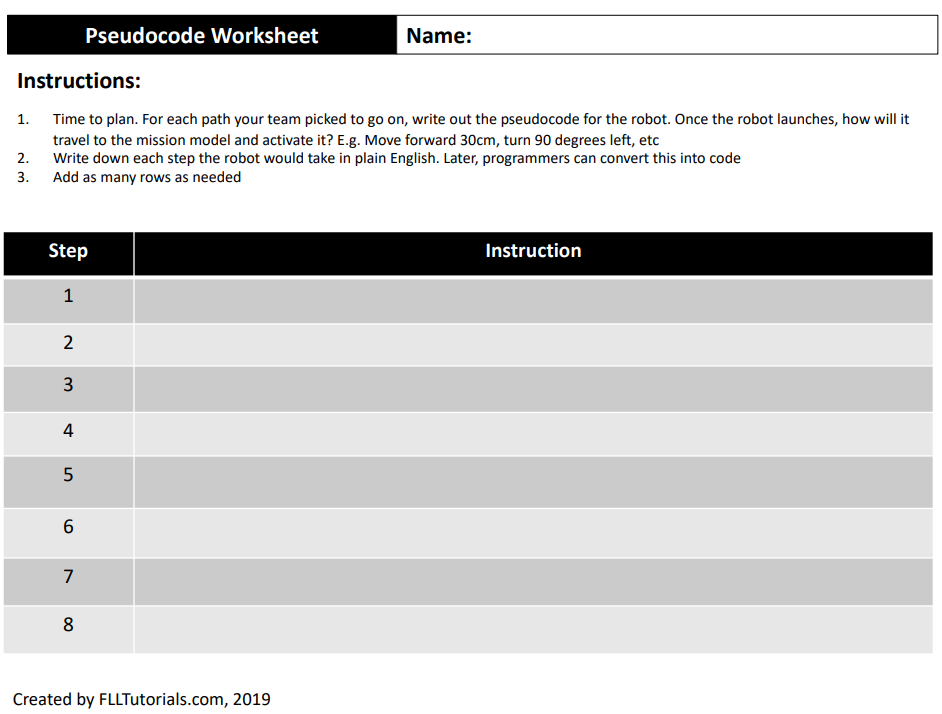 Pseudocode Worksheet Name:
Instructions:
1. Time to plan. For each path your team picked to go on, write out the pseudocode for the robot. Once the robot launches, how will it
travel to the mission model and activate it? E.g. Move forward 30cm, turn 90 degrees left, etc
2. Write down each step the robot would take in plain English. Later, programmers can convert this into code
3. Add as many rows as needed
Step Instruction
1
2
3
4
5
6
7
8
Created by FLLTutorials.com, 2019